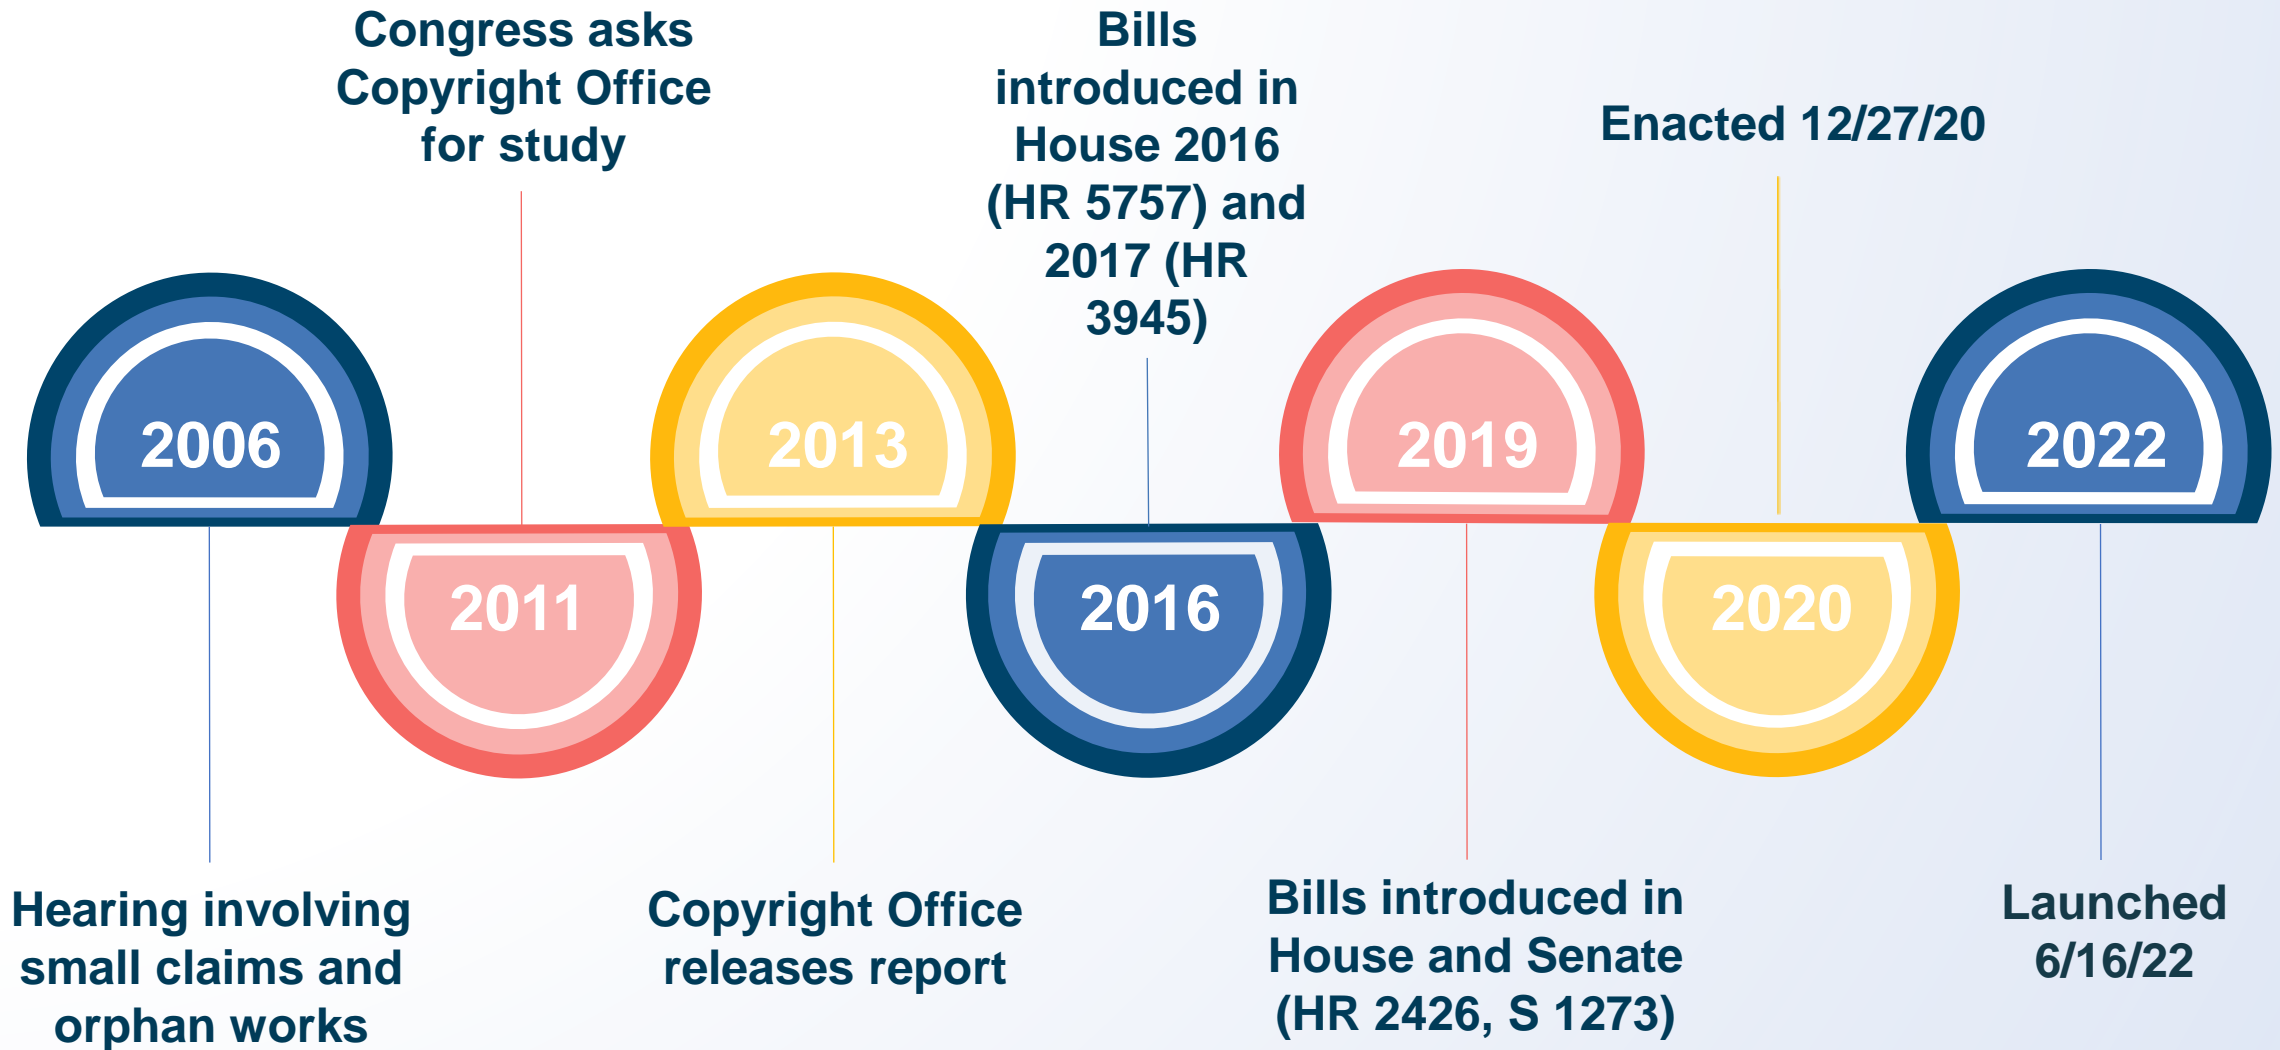 Congress asks
Copyright Office
for study
Bills
introduced in
House 2016
(HR 5757) and
2017 (HR
3945)
Enacted 12/27/20
2006
2013
2019
2022
2011
2016
2020
Hearing involving
small claims and
orphan works
Copyright Office
releases report
Bills introduced in
House and Senate
(HR 2426, S 1273)
Launched
6/16/22